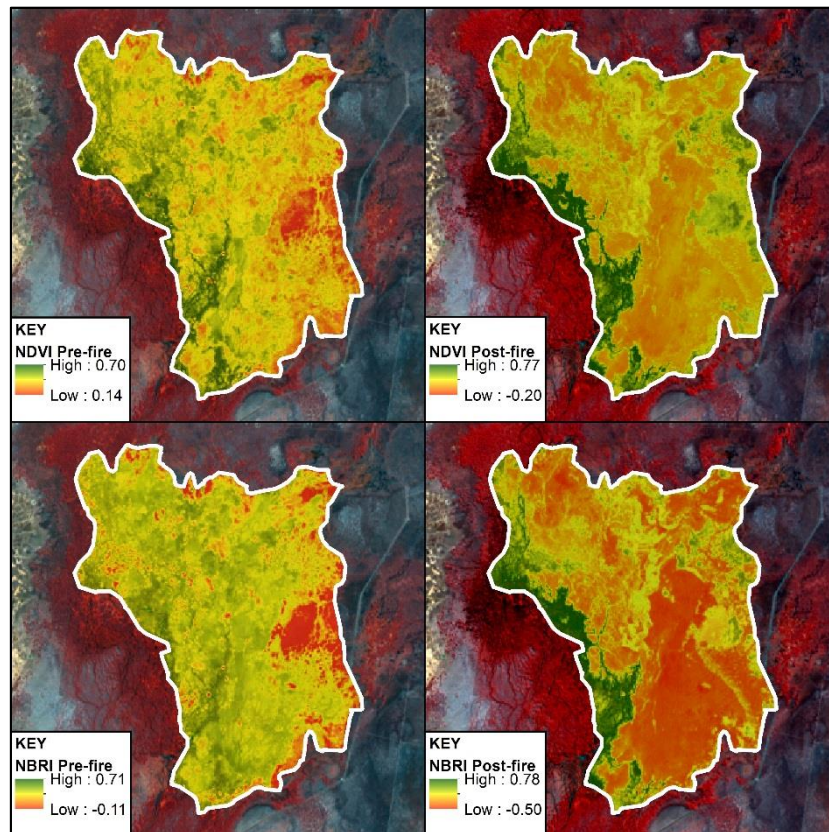 KEY
NDVI Pre-fire
High : 0.70
Low : 0.14
KEY
NDVI Post-fire
High : 0.77
Low : -0.20
KEY
NBRI Pre-fire
High : 0.71
Low : -0.11
KEY
NBRI Post-fire
High : 0.78
Low : -0.50